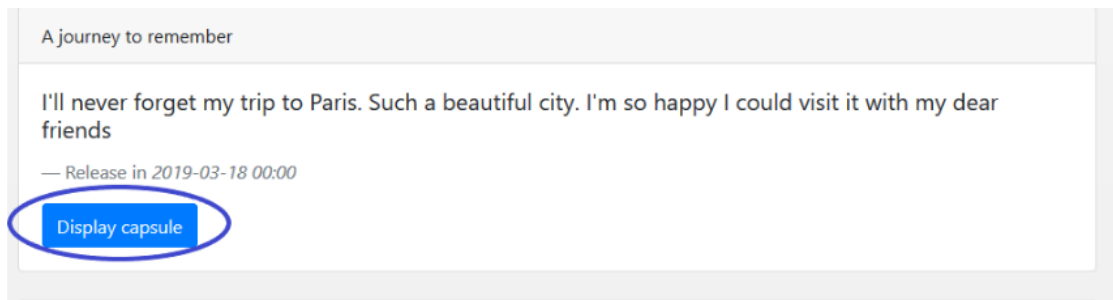 A journey to remember
I'll never forget my trip to Paris. Such a beautiful city. I'm so happy I could visit it with my dear
friends
— Release in 2019-03-18 00:00
Display capsule